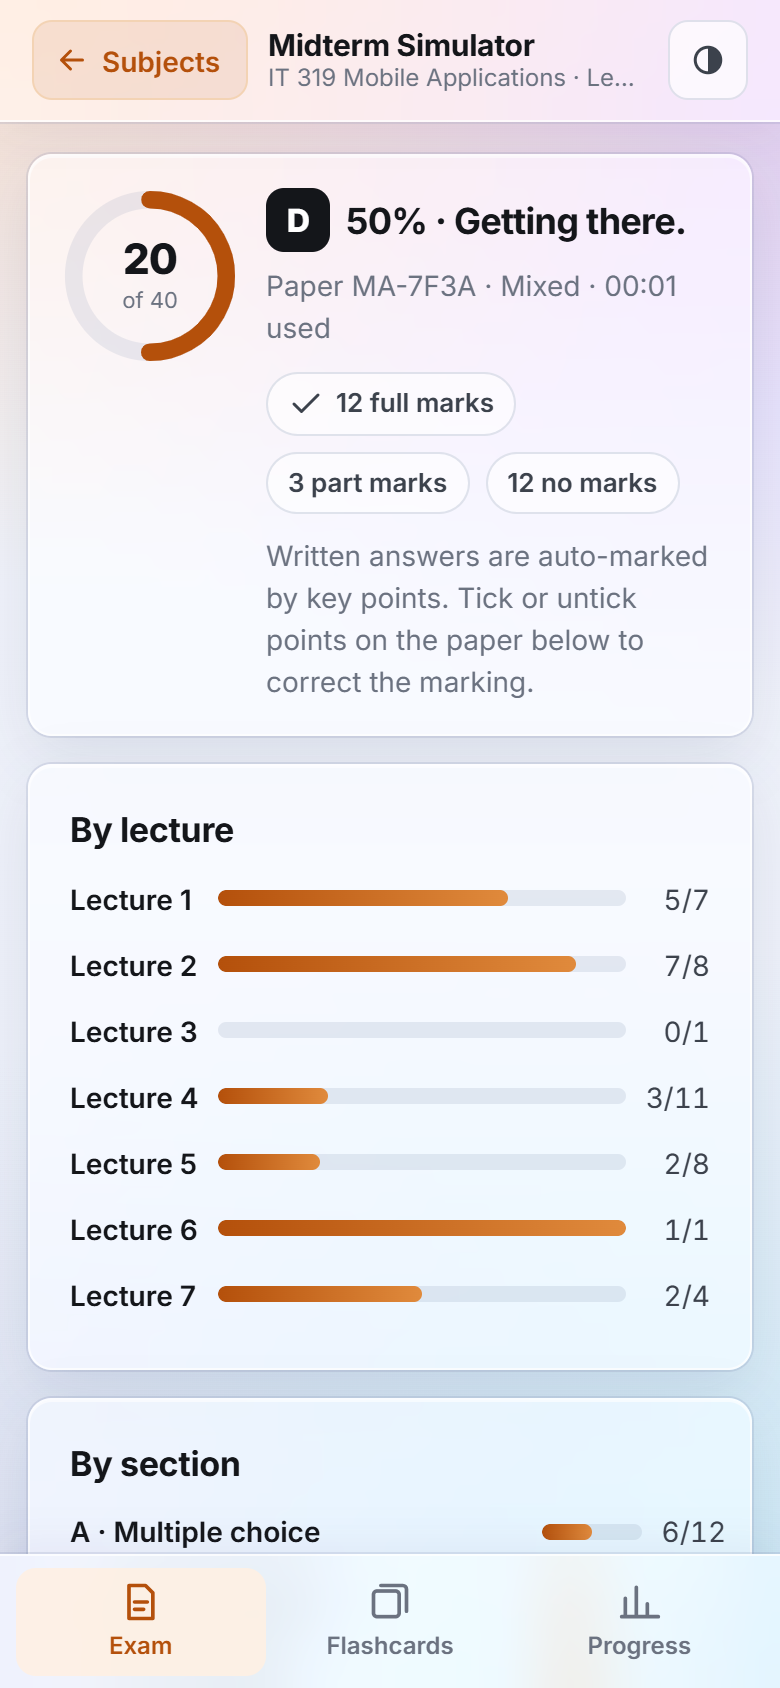 Subjects
Midterm Simulator
IT 319 Mobile Applications · Le...
20
of 40
D
50% · Getting there.
Paper MA-7F3A · Mixed · 00:01
used
12 full marks
3 part marks
12 no marks
Written answers are auto-marked
by key points. Tick or untick
points on the paper below to
correct the marking.
By lecture
Lecture 1 5/7
Lecture 2 7/8
Lecture 3 0/1
Lecture 4 3/11
Lecture 5 2/8
Lecture 6 1/1
Lecture 7 2/4
By section
A · Multiple choice 6/12
Exam
Flashcards
Progress